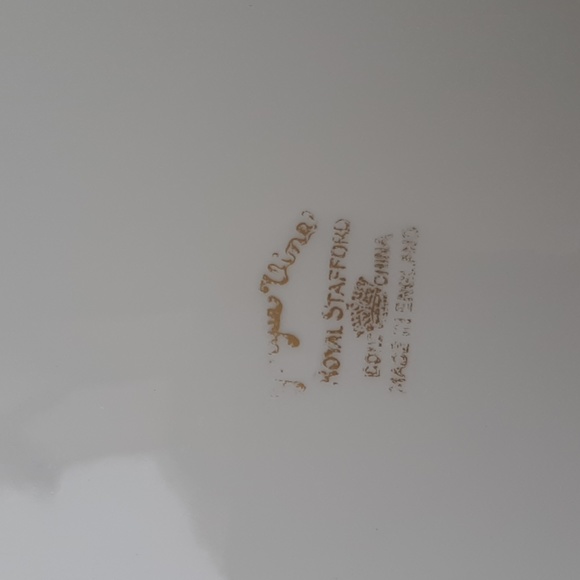 ROYAL STAFFORD
BONE CHINA
MADE IN ENGLAND